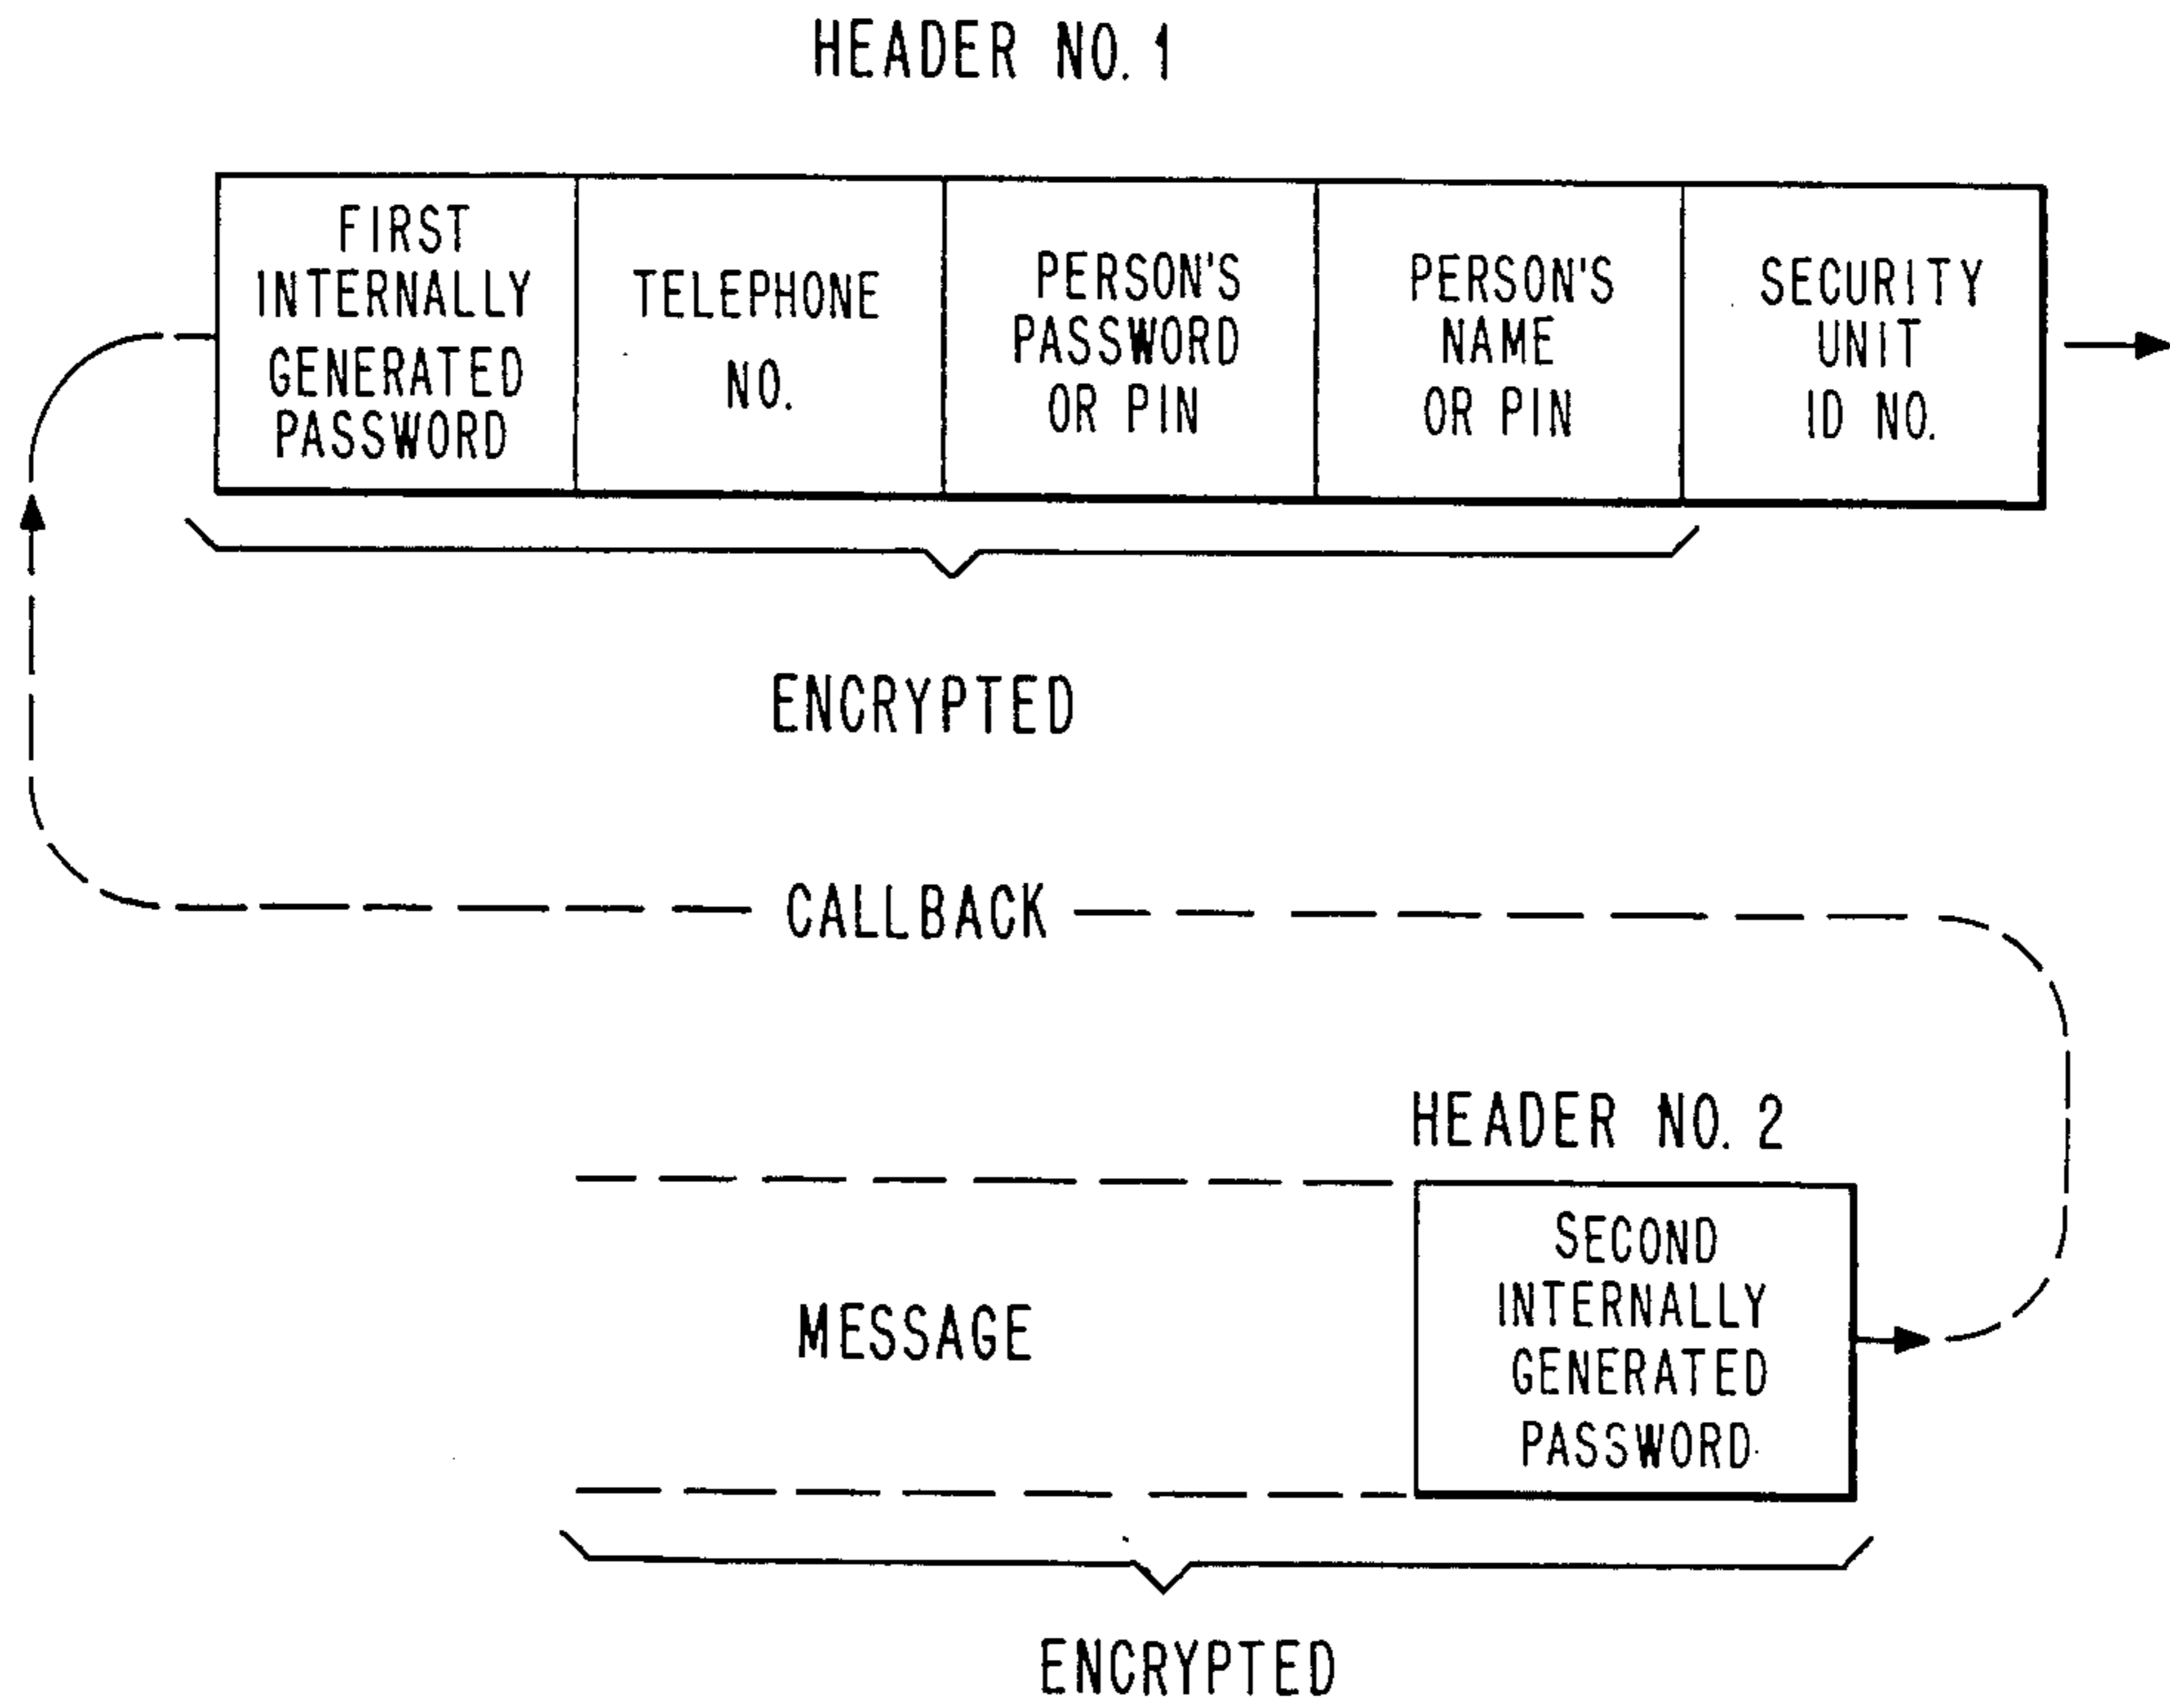 HEADER NO. 1
FIRST
INTERNALLY
GENERATED
PASSWORD
TELEPHONE
NO.
PERSON'S
PASSWORD
OR PIN
PERSON'S
NAME
OR PIN
SECURITY
UNIT
ID NO.
ENCRYPTED
CALLBACK
HEADER NO. 2
MESSAGE
SECOND
INTERNALLY
GENERATED
PASSWORD
ENCRYPTED